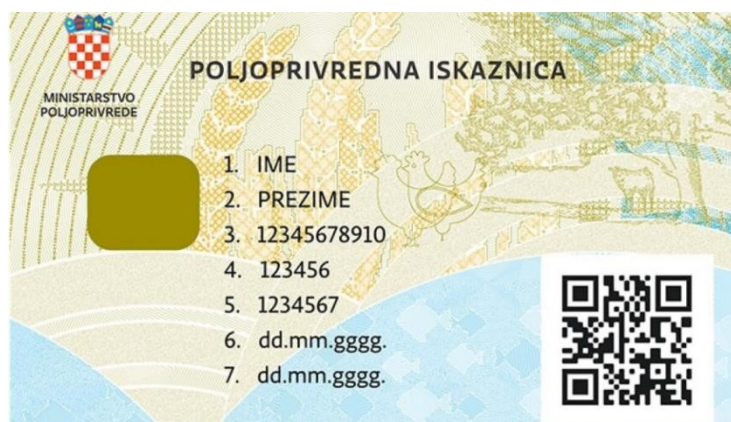 MINISTARSTVO
POLJOPRIVREDE
POLJOPRIVREDNA ISKAZNICA
1. IME
2. PREZIME
3. 12345678910
4. 123456
5. 1234567
6. dd.mm.gggg.
7. dd.mm.gggg.